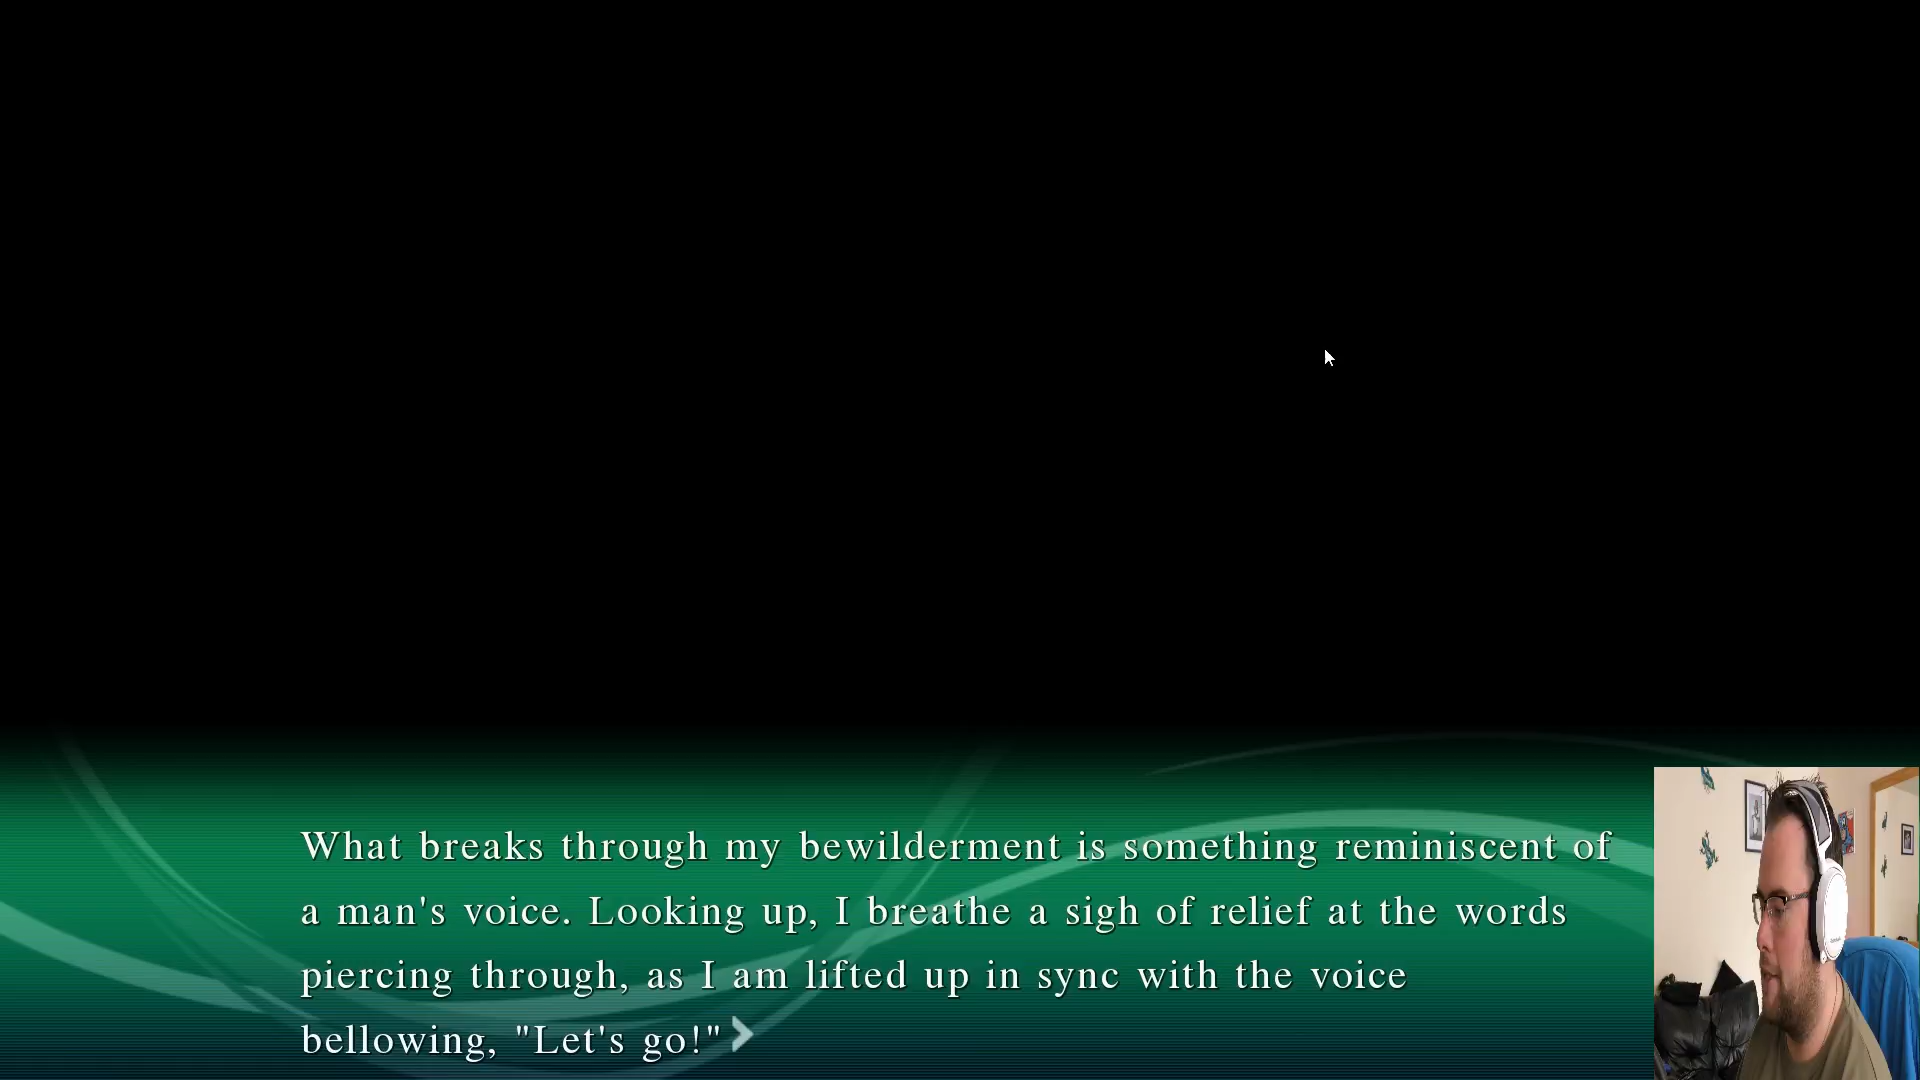 What breaks through my bewilderment is something reminiscent of
a man's voice. Looking up, I breathe a sigh of relief at the words
piercing through, as I am lifted up in sync with the voice
bellowing, "Let's go!"